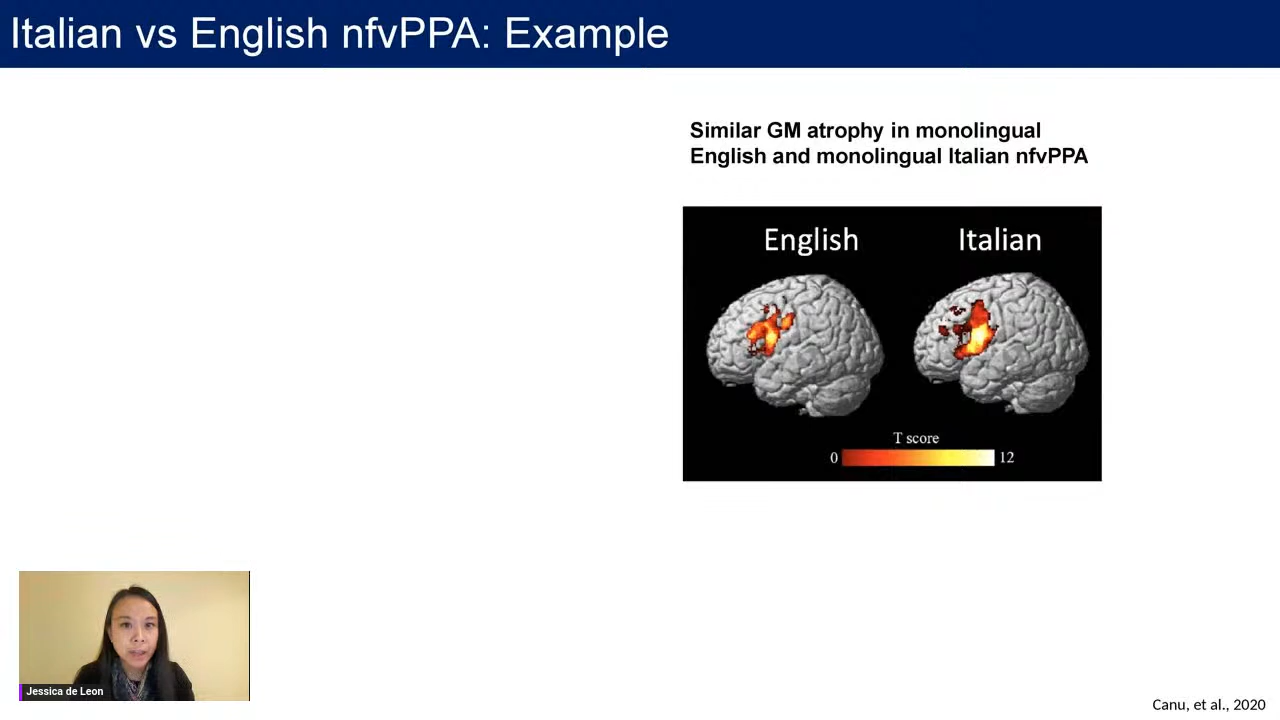 Italian vs English nfvPPA: Example
Similar GM atrophy in monolingual
English and monolingual Italian nfvPPA
English Italian
T score
0 12
Jessica de Leon
Canu, et al., 2020